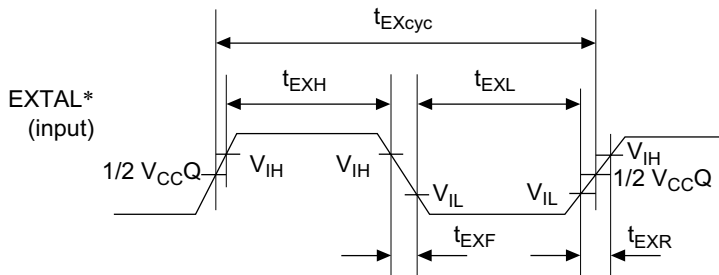 tEXcyc
EXTAL*
(input)
tEXH
tEXL
1/2 VCCQ
VIH
VIH
VIL
VIL
VIH
1/2 VCCQ
tEXF
tEXR